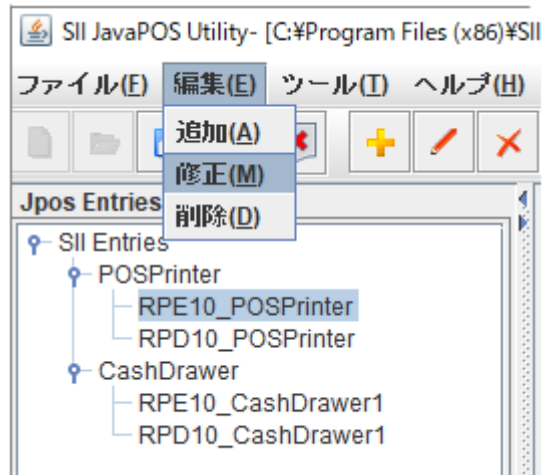 SII JavaPOS Utility- [C:¥Program Files (x86)¥SII
ファイル(F) 編集(E) ツール(T) ヘルプ(H)
追加(A)
修正(M)
削除(D)
Jpos Entries
SII Entries
POSPrinter
RPE10_POSPrinter
RPD10_POSPrinter
CashDrawer
RPE10_CashDrawer1
RPD10_CashDrawer1